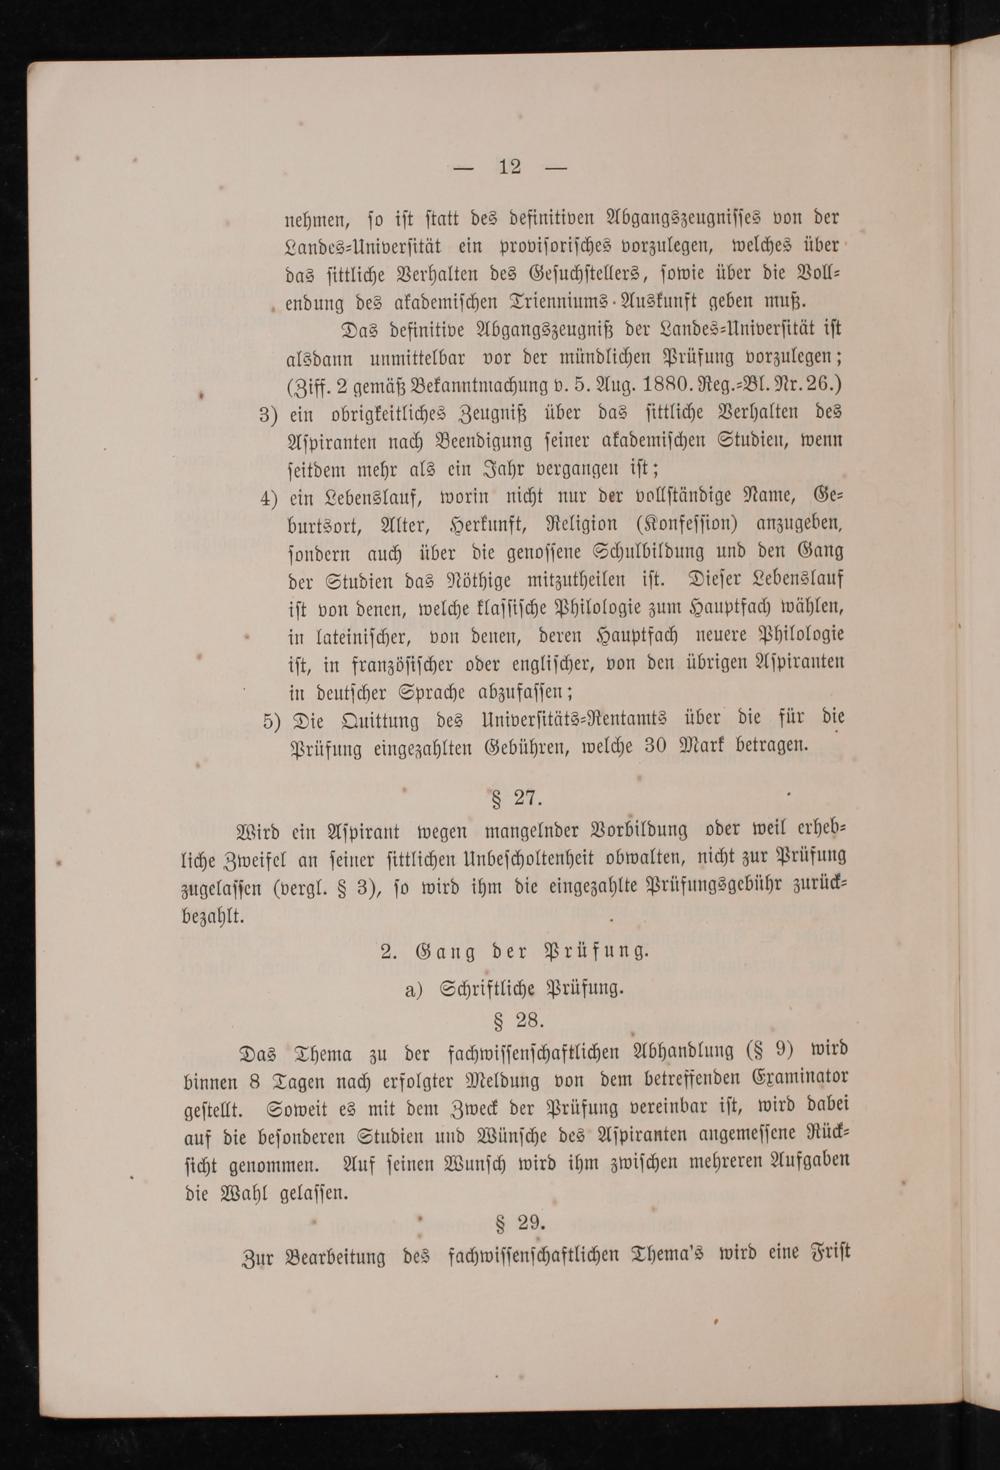 — 12 —
nehmen, so ist statt des definitiven Abgangszeugnisses von der
Landes-Universität ein provisorisches vorzulegen, welches über
das sittliche Verhalten des Gesuchstellers, sowie über die Voll-
endung des akademischen Trienniums Auskunft geben muß.
Das definitive Abgangszeugniß der Landes-Universität ist
alsdann unmittelbar vor der mündlichen Prüfung vorzulegen;
(Ziff. 2 gemäß Bekanntmachung v. 5. Aug. 1880. Reg.-Bl. Nr. 26.)
3) ein obrigkeitliches Zeugniß über das sittliche Verhalten des
Aspiranten nach Beendigung seiner akademischen Studien, wenn
seitdem mehr als ein Jahr vergangen ist;
4) ein Lebenslauf, worin nicht nur der vollständige Name, Ge-
burtsort, Alter, Herkunft, Religion (Konfession) anzugeben,
sondern auch über die genossene Schulbildung und den Gang
der Studien das Nöthige mitzutheilen ist. Dieser Lebenslauf
ist von denen, welche klassische Philologie zum Hauptfach wählen,
in lateinischer, von denen, deren Hauptfach neuere Philologie
ist, in französischer oder englischer, von den übrigen Aspiranten
in deutscher Sprache abzufassen;
5) Die Quittung des Universitäts-Rentamts über die für die
Prüfung eingezahlten Gebühren, welche 30 Mark betragen.
§ 27.
Wird ein Aspirant wegen mangelnder Vorbildung oder weil erheb-
liche Zweifel an seiner sittlichen Unbescholtenheit obwalten, nicht zur Prüfung
zugelassen (vergl. § 3), so wird ihm die eingezahlte Prüfungsgebühr zurück-
bezahlt.
2. Gang der Prüfung.
a) Schriftliche Prüfung.
§ 28.
Das Thema zu der fachwissenschaftlichen Abhandlung (§ 9) wird
binnen 8 Tagen nach erfolgter Meldung von dem betreffenden Examinator
gestellt. Soweit es mit dem Zweck der Prüfung vereinbar ist, wird dabei
auf die besonderen Studien und Wünsche des Aspiranten angemessene Rück-
sicht genommen. Auf seinen Wunsch wird ihm zwischen mehreren Aufgaben
die Wahl gelassen.
§ 29.
Zur Bearbeitung des fachwissenschaftlichen Thema's wird eine Frist